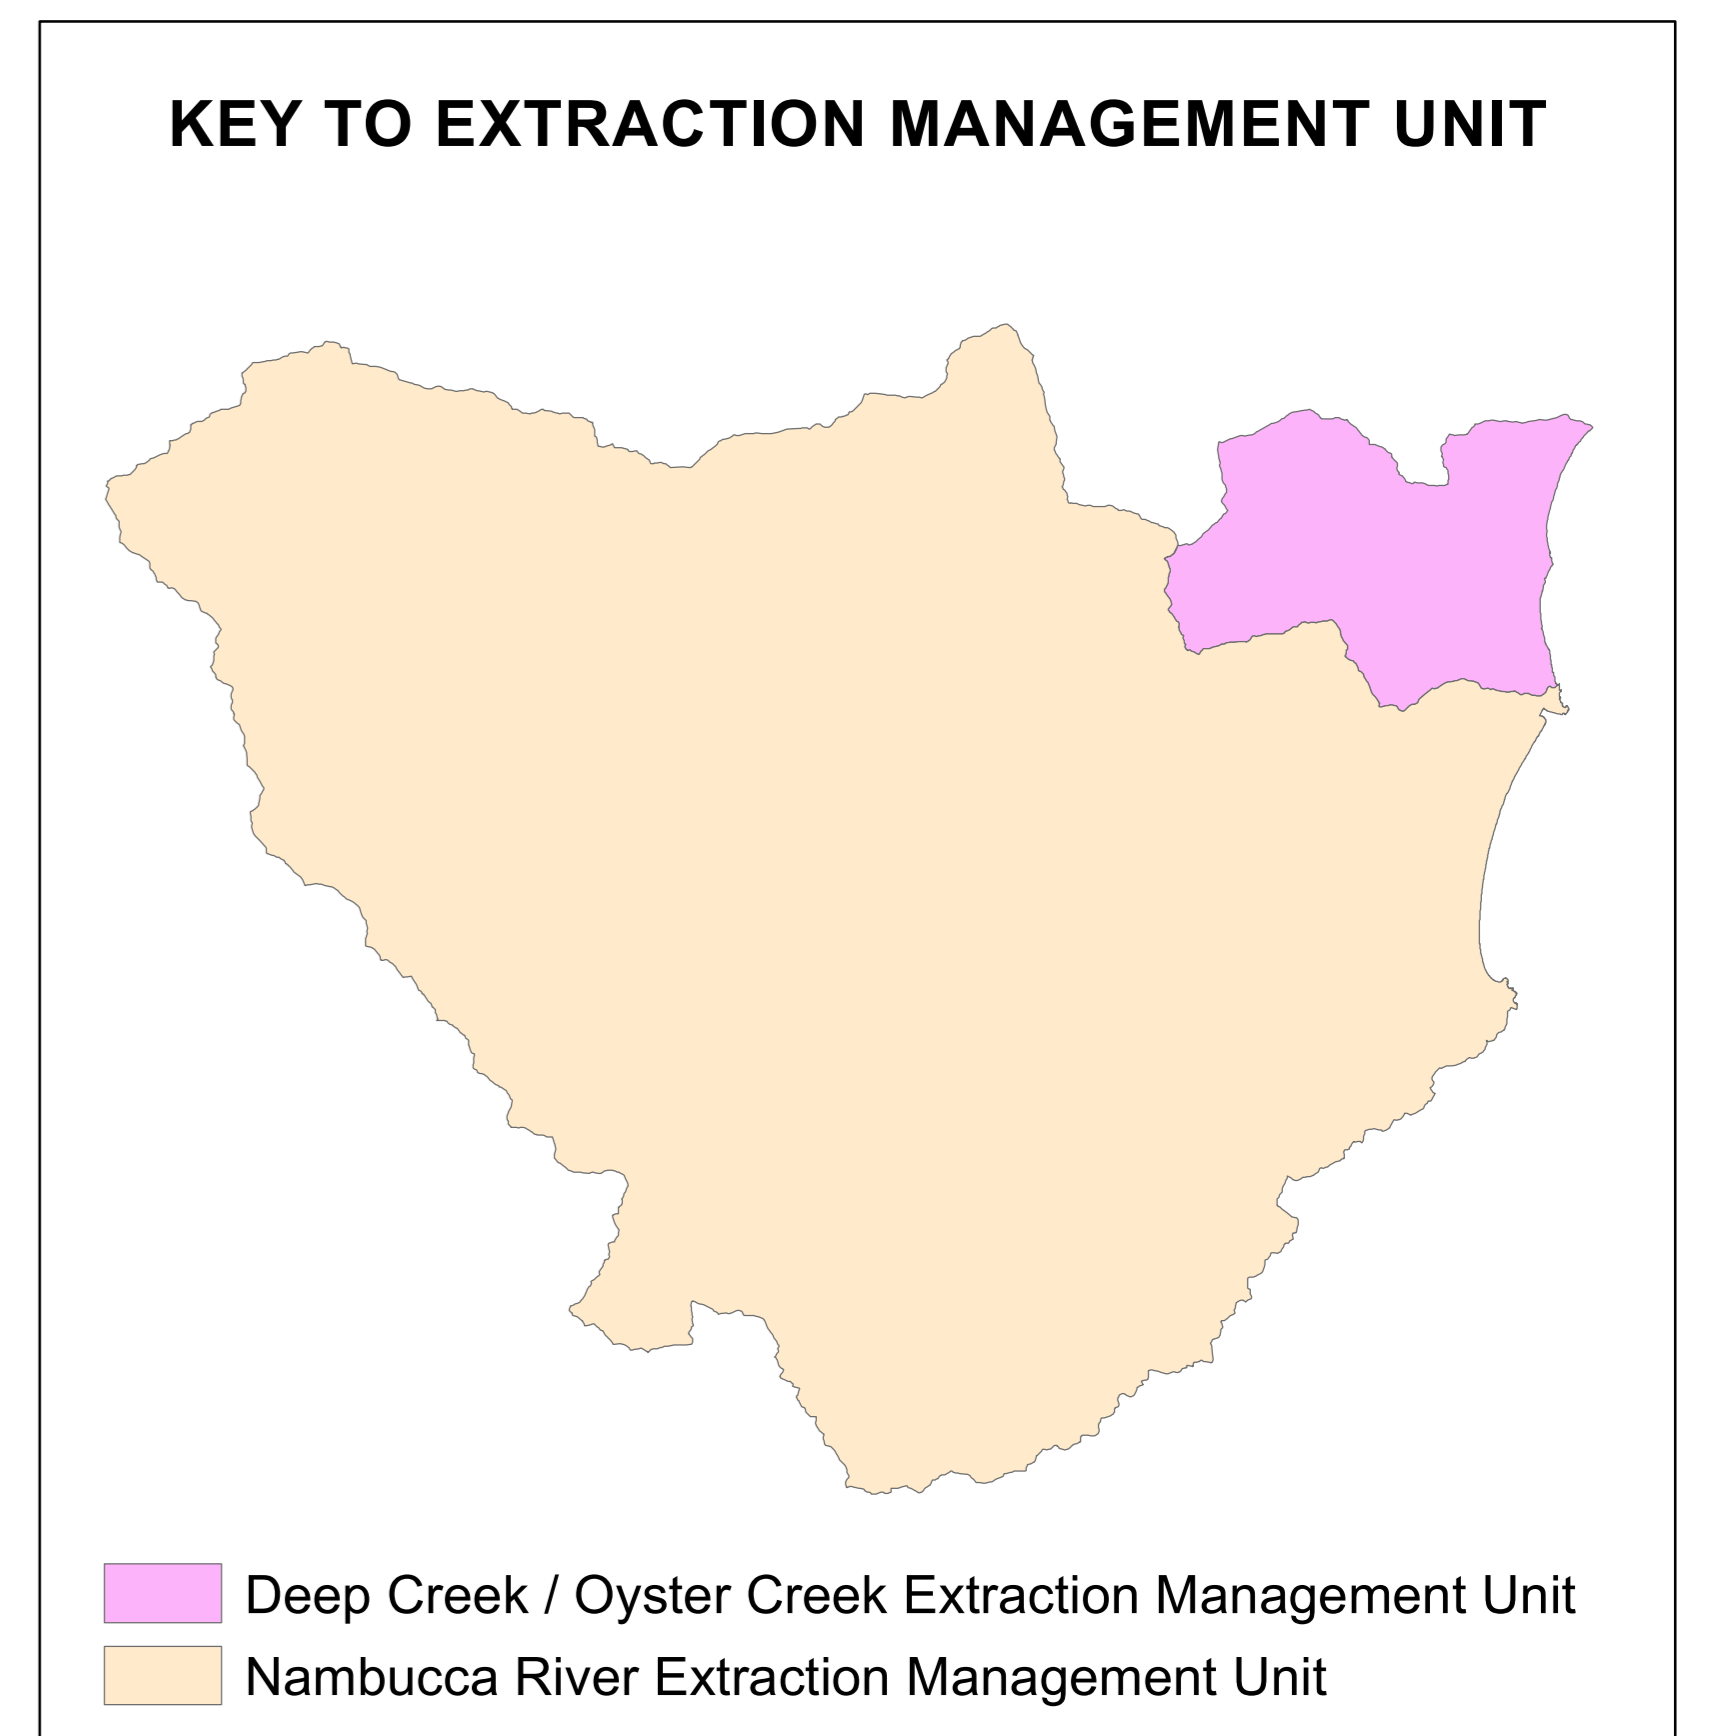 KEY TO EXTRACTION MANAGEMENT UNIT
Deep Creek / Oyster Creek Extraction Management Unit
Nambucca River Extraction Management Unit